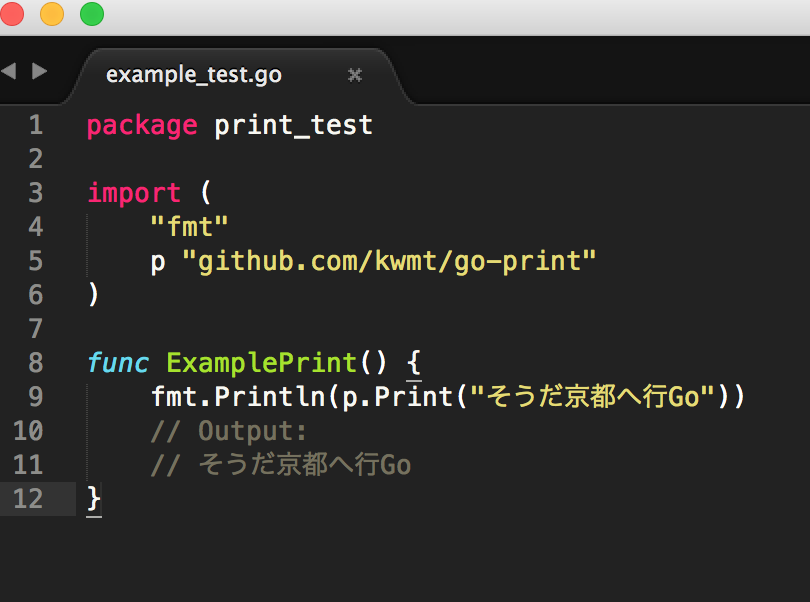 example_test.go
1 package print_test
2
3 import (
4     "fmt"
5     p "github.com/kwmt/go-print"
6 )
7
8 func ExamplePrint() {
9     fmt.Println(p.Print("そうだ京都へ行Go"))
10     // Output:
11     // そうだ京都へ行Go
12 }